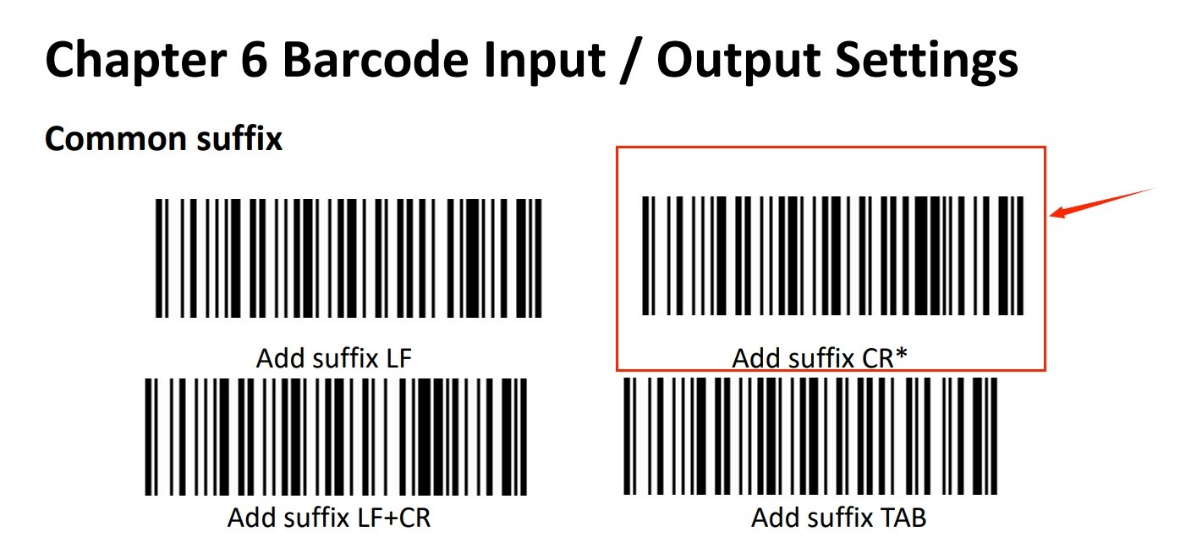 Chapter 6 Barcode Input / Output Settings
Common suffix
Add suffix LF
Add suffix CR*
Add suffix LF+CR
Add suffix TAB